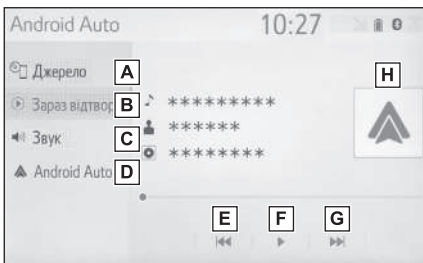 Android Auto 10:27
Джерело A
Зараз відтвор B
Звук C
Android Auto D
*********
******
********
H
E F G